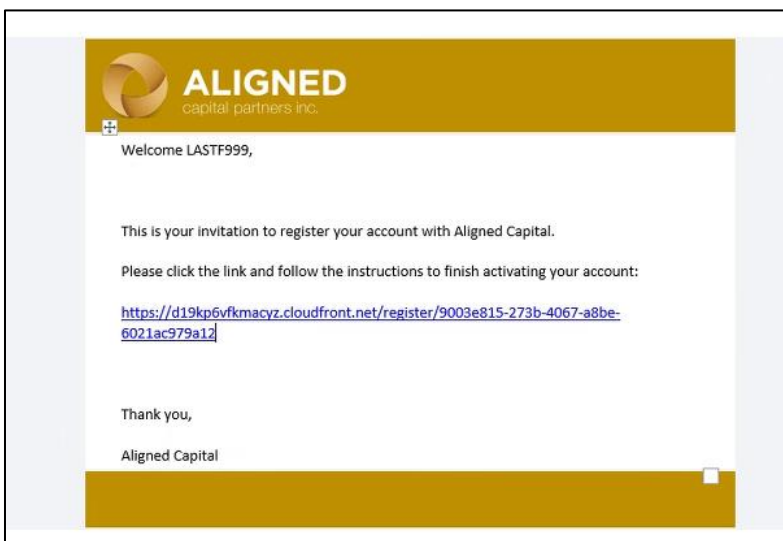 ALIGNED
capital partners inc.
Welcome LASTF999,
This is your invitation to register your account with Aligned Capital.
Please click the link and follow the instructions to finish activating your account:
https://d19kp6vfkmacyz.cloudfront.net/register/9003e815-273b-4067-a8be-
6021ac979a12
Thank you,
Aligned Capital